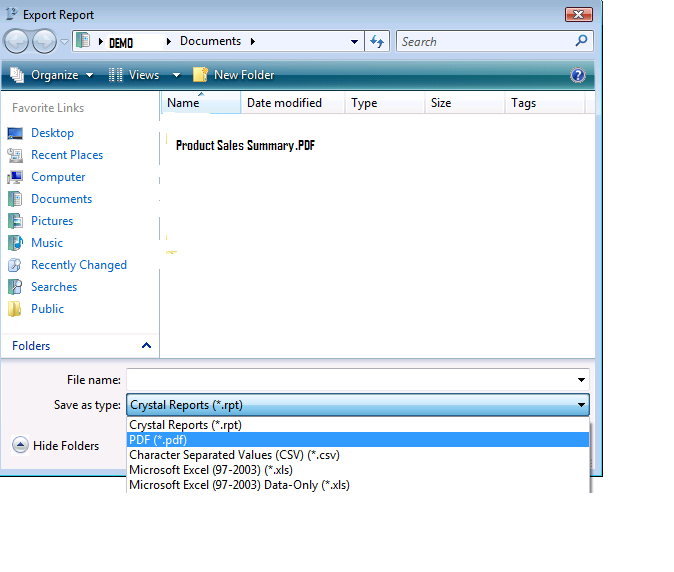 Export Report
DEMO Documents Search
Organize Views New Folder ?
Favorite Links Name Date modified Type Size Tags
Desktop
Product Sales Summary.PDF
Recent Places
Computer
Documents
Pictures
Music
Recently Changed
Searches
Public
Folders
File name:
Save as type: Crystal Reports (*.rpt)
Crystal Reports (*.rpt)
PDF (*.pdf)
Hide Folders
Character Separated Values (CSV) (*.csv)
Microsoft Excel (97-2003) (*.xls)
Microsoft Excel (97-2003) Data-Only (*.xls)